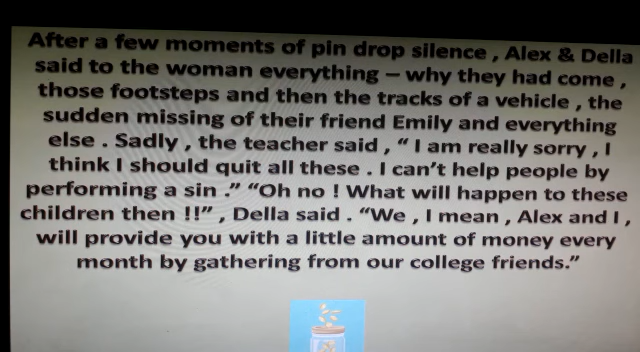 After a few moments of pin drop silence , Alex & Della
said to the woman everything – why they had come ,
those footsteps and then the tracks of a vehicle , the
sudden missing of their friend Emily and everything
else . Sadly , the teacher said , “ I am really sorry , I
think I should quit all these . I can’t help people by
performing a sin .” “Oh no ! What will happen to these
children then !!” , Della said . “We , I mean , Alex and I ,
will provide you with a little amount of money every
month by gathering from our college friends.”